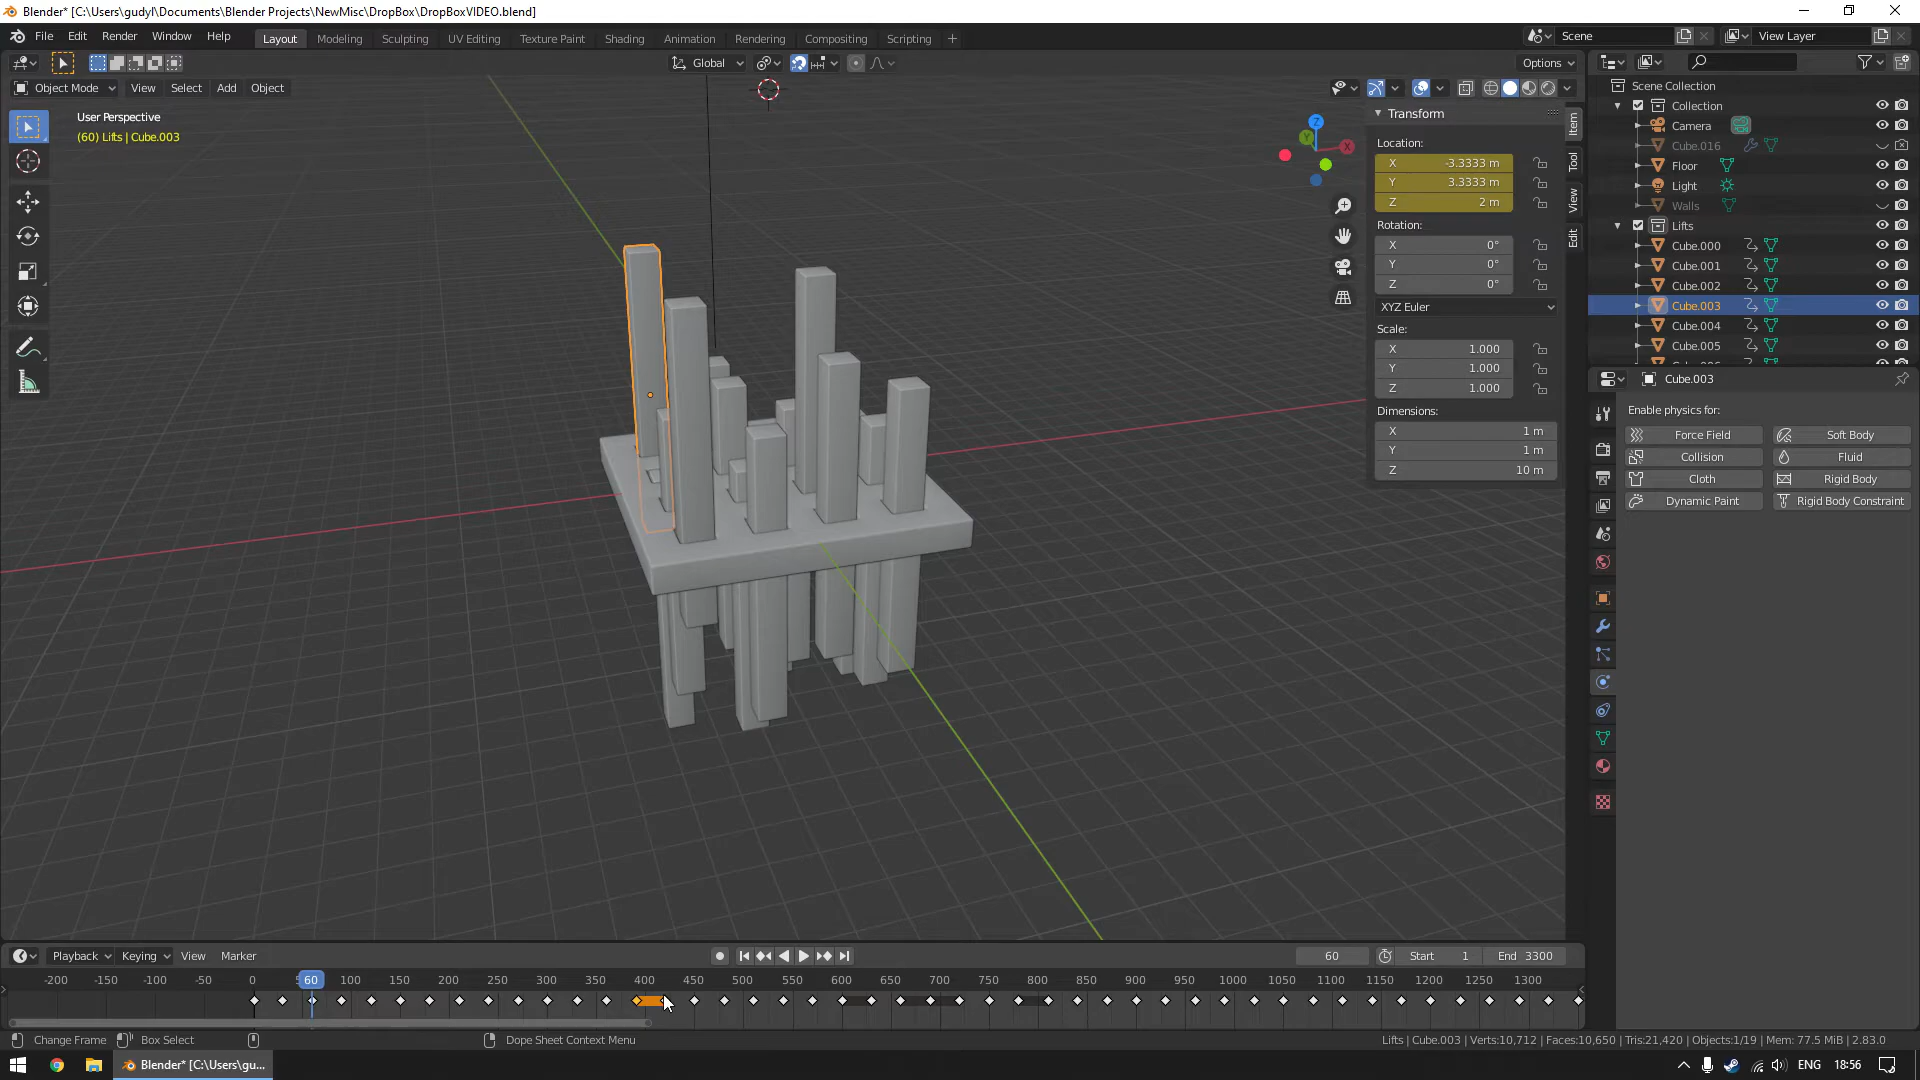 Blender* [C:\Users\gudyl\Documents\Blender Projects\NewMisc\DropBox\DropBoxVIDEO.blend]
File Edit Render Window Help Layout Modeling Sculpting UV Editing Texture Paint Shading Animation Rendering Compositing Scripting + Scene View Layer
Global Options
Object Mode View Select Add Object
User Perspective
(60) Lifts | Cube.003
Z
Y
X
Transform
Location:
X -3.3333 m
Y 3.3333 m
Z 2 m
Rotation:
X 0°
Y 0°
Z 0°
XYZ Euler
Scale:
X 1.000
Y 1.000
Z 1.000
Dimensions:
X 1 m
Y 1 m
Z 10 m
Item
Tool
View
Edit
Scene Collection
Collection
Camera
Cube.016
Floor
Light
Walls
Lifts
Cube.000
Cube.001
Cube.002
Cube.003
Cube.004
Cube.005
Cube.003
Enable physics for:
Force Field Soft Body
Collision Fluid
Cloth Rigid Body
Dynamic Paint Rigid Body Constraint
Playback Keying View Marker 60 Start 1 End 3300
-200 -150 -100 -50 0 60 100 150 200 250 300 350 400 450 500 550 600 650 700 750 800 850 900 950 1000 1050 1100 1150 1200 1250 1300
Change Frame Box Select Dope Sheet Context Menu Lifts | Cube.003 | Verts:10,712 | Faces:10,650 | Tris:21,420 | Objects:1/19 | Mem: 77.5 MiB | 2.83.0
Blender* [C:\Users\gu... ENG 18:56